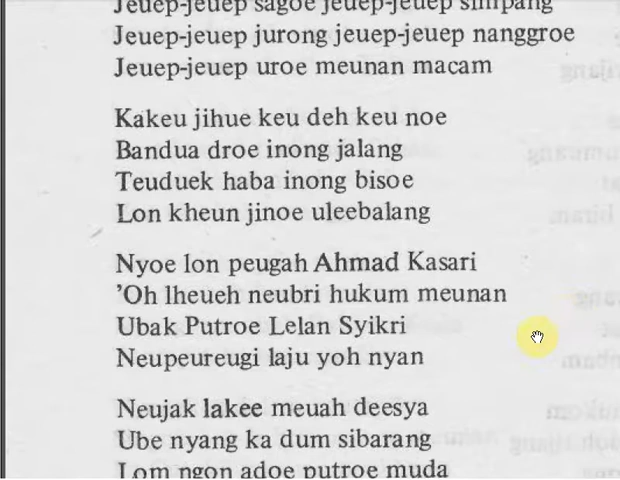 Jeuep-jeuep sagoe jeuep-jeuep simpang
Jeuep-jeuep jurong jeuep-jeuep nanggroe
Jeuep-jeuep uroe meunan macam
Kakeu jihue keu deh keu noe
Bandua droe inong jalang
Teuduek haba inong bisoe
Lon kheun jinoe uleebalang
Nyoe lon peugah Ahmad Kasari
’Oh lheueh neubri hukum meunan
Ubak Putroe Lelan Syikri
Neupeureugi laju yoh nyan
Neujak lakee meuah deesya
Ube nyang ka dum sibarang
Lom ngon adoe putroe muda